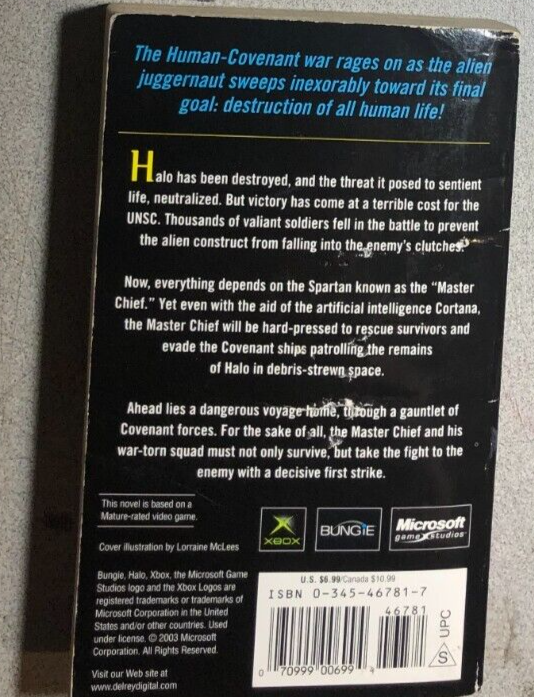 The Human-Covenant war rages on as the alien
juggernaut sweeps inexorably toward its final
goal: destruction of all human life!
Halo has been destroyed, and the threat it posed to sentient
life, neutralized. But victory has come at a terrible cost for the
UNSC. Thousands of valiant soldiers fell in the battle to prevent
the alien construct from falling into the enemy's clutches.
Now, everything depends on the Spartan known as the “Master
Chief.” Yet even with the aid of the artificial intelligence Cortana,
the Master Chief will be hard-pressed to rescue survivors and
evade the Covenant ships patrolling the remains
of Halo in debris-strewn space.
Ahead lies a dangerous voyage home, through a gauntlet of
Covenant forces. For the sake of all, the Master Chief and his
war-torn squad must not only survive, but take the fight to the
enemy with a decisive first strike.
This novel is based on a
Mature-rated video game.
Cover illustration by Lorraine McLees
XBOX
BUNGiE
Microsoft
game studios
Bungie, Halo, Xbox, the Microsoft Game
Studios logo and the Xbox Logos are
registered trademarks or trademarks of
Microsoft Corporation in the United
States and/or other countries. Used
under license. © 2003 Microsoft
Corporation. All Rights Reserved.
Visit our Web site at
www.delreydigital.com
U.S. $6.99/Canada $10.99
ISBN 0-345-46781-7
46781
0 70999 00699 4
S UPC